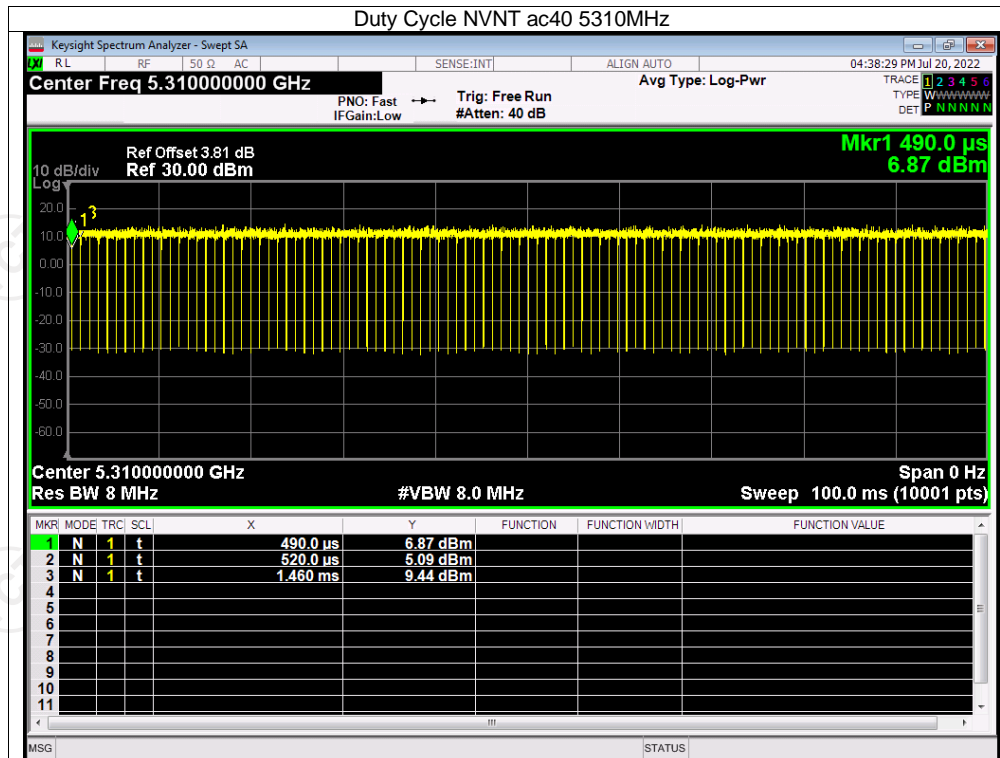 Duty Cycle NVNT ac40 5310MHz
Keysight Spectrum Analyzer - Swept SA
LXI RL RF 50 Ω AC SENSE:INT ALIGN AUTO 04:38:29 PM Jul 20, 2022
Center Freq 5.310000000 GHz Avg Type: Log-Pwr TRACE 1 2 3 4 5 6
PNO: Fast Trig: Free Run TYPE WWWWWW
IFGain:Low #Atten: 40 dB DET P N N N N N
Mkr1 490.0 µs
Ref Offset 3.81 dB
10 dB/div Ref 30.00 dBm 6.87 dBm
Log
20.0
1 3
10.0
0.00
-10.0
-20.0
-30.0
-40.0
-50.0
-60.0
Center 5.310000000 GHz Span 0 Hz
Res BW 8 MHz #VBW 8.0 MHz Sweep 100.0 ms (10001 pts)
MKR MODE TRC SCL X Y FUNCTION FUNCTION WIDTH FUNCTION VALUE
1 N 1 t 490.0 µs 6.87 dBm
2 N 1 t 520.0 µs 5.09 dBm
3 N 1 t 1.460 ms 9.44 dBm
4
5
6
7
8
9
10
11
MSG STATUS